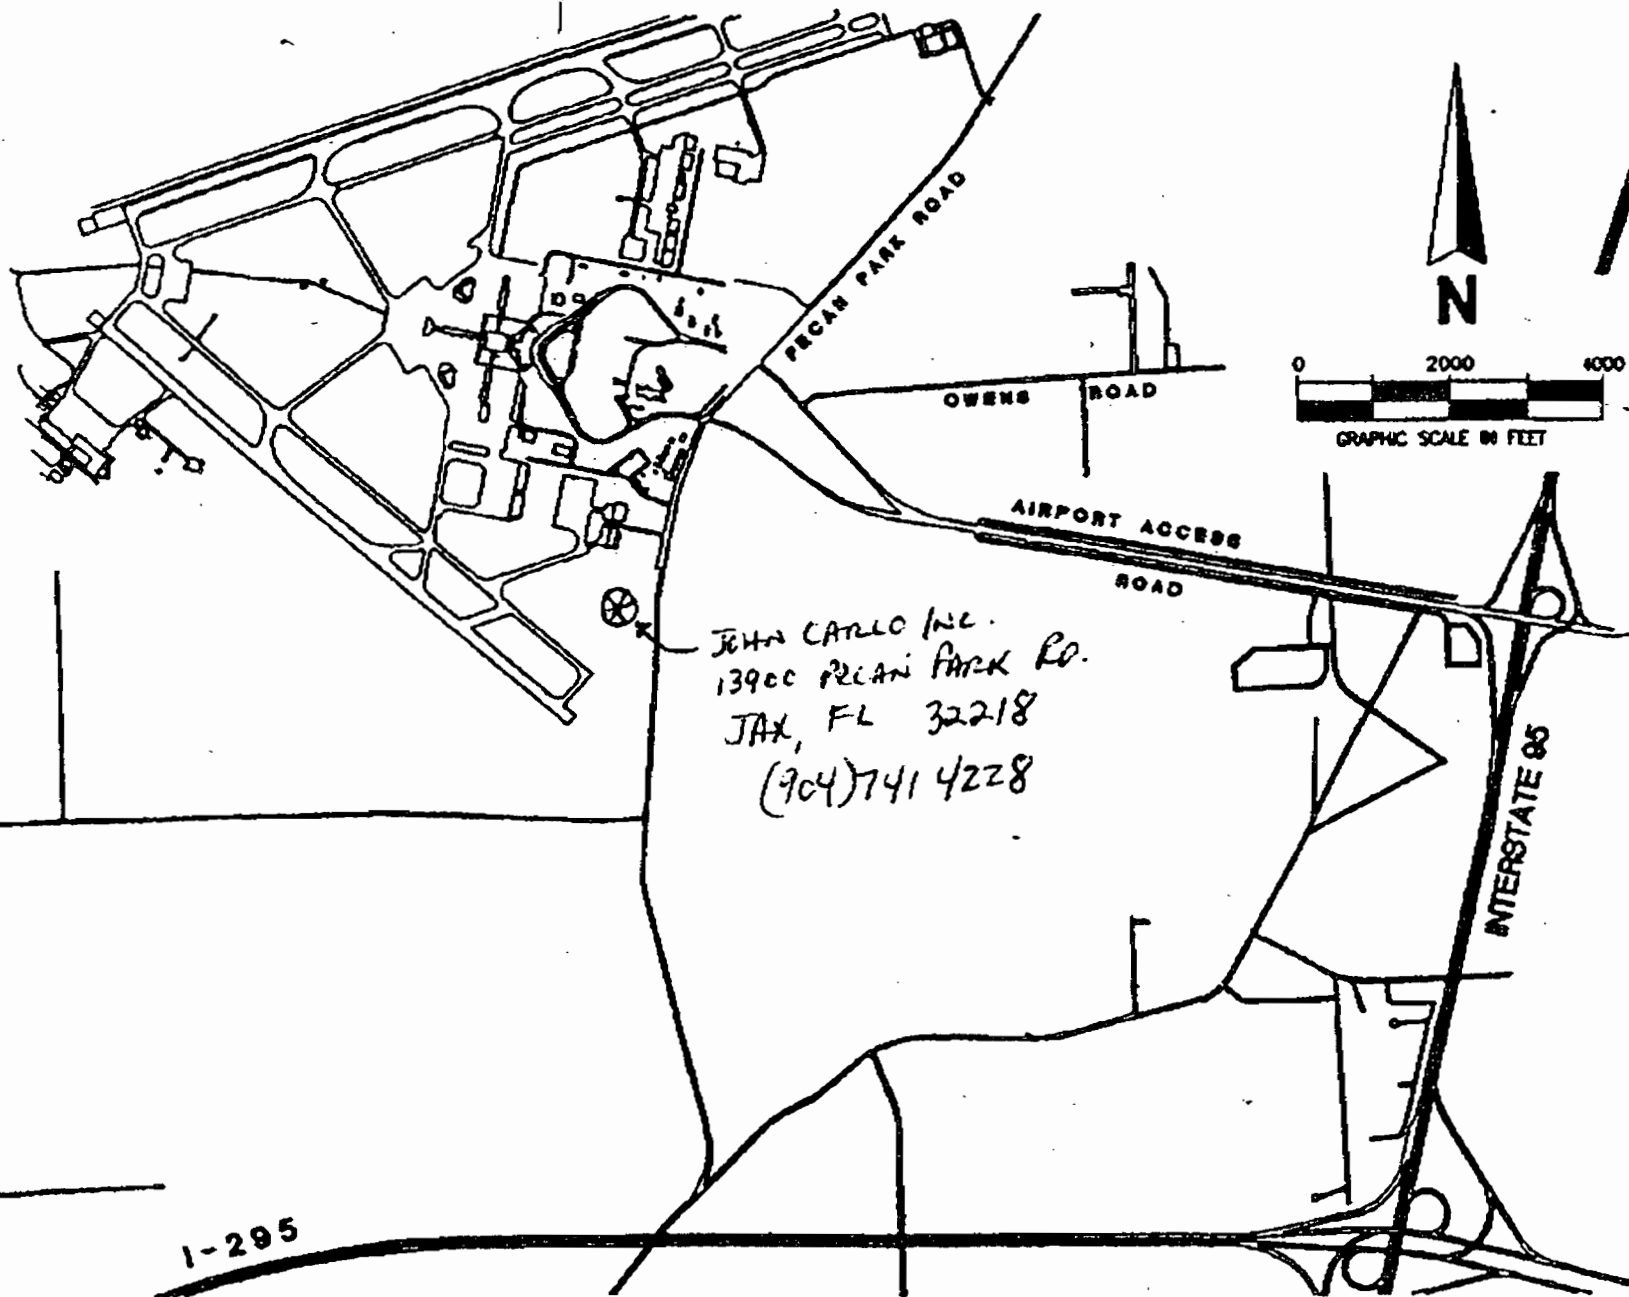 PECAN PARK ROAD
N
0 2000 4000
GRAPHIC SCALE IN FEET
OWENS ROAD
AIRPORT ACCESS
ROAD
JOHN CARLO INC.
13900 PECAN PARK RD.
JAX, FL 32218
(904)741 4228
INTERSTATE 95
I-295